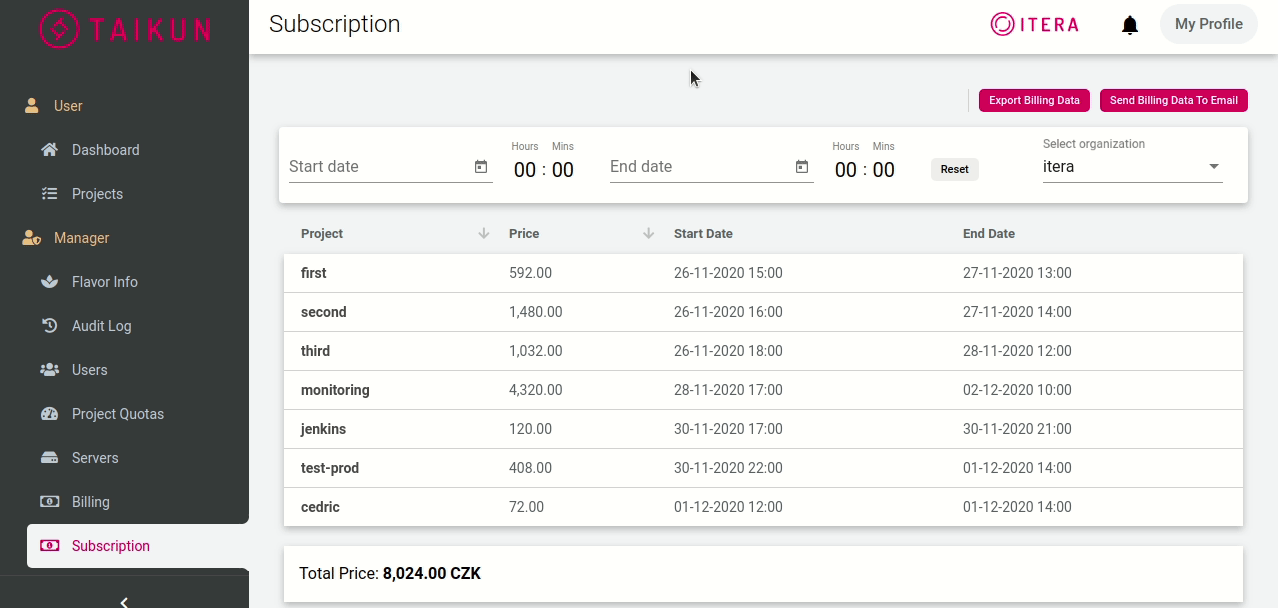 TAIKUN
Subscription
ITERA
My Profile
User
Dashboard
Projects
Manager
Flavor Info
Audit Log
Users
Project Quotas
Servers
Billing
Subscription
Export Billing Data
Send Billing Data To Email
Start date
Hours Mins
00 : 00
End date
Hours Mins
00 : 00
Reset
Select organization
itera
Project Price Start Date End Date
first 592.00 26-11-2020 15:00 27-11-2020 13:00
second 1,480.00 26-11-2020 16:00 27-11-2020 14:00
third 1,032.00 26-11-2020 18:00 28-11-2020 12:00
monitoring 4,320.00 28-11-2020 17:00 02-12-2020 10:00
jenkins 120.00 30-11-2020 17:00 30-11-2020 21:00
test-prod 408.00 30-11-2020 22:00 01-12-2020 14:00
cedric 72.00 01-12-2020 12:00 01-12-2020 14:00
Total Price: 8,024.00 CZK